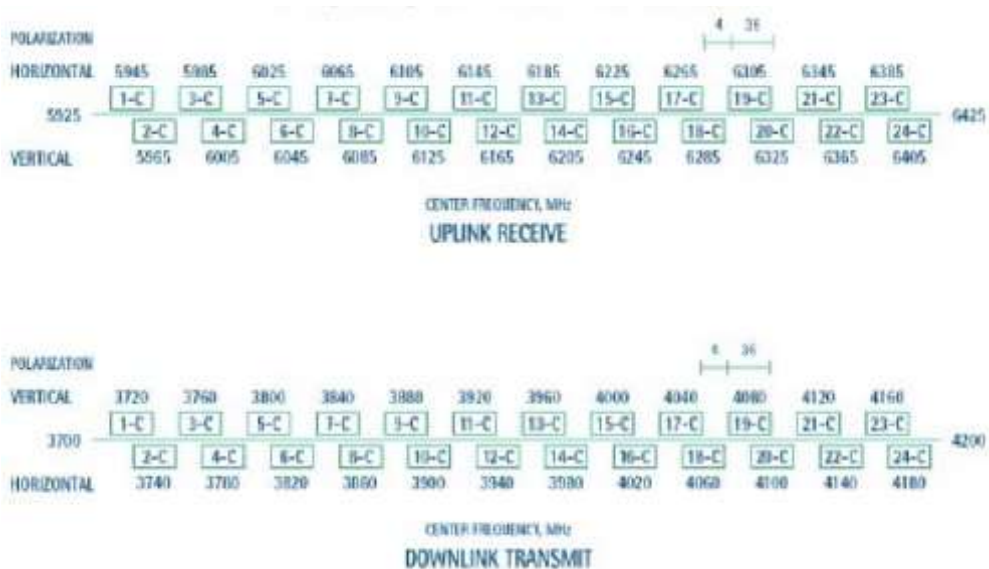 POLARIZATION
4 36
HORIZONTAL 5945 5985 6025 6065 6105 6145 6185 6225 6265 6305 6345 6385
1-C 3-C 5-C 7-C 9-C 11-C 13-C 15-C 17-C 19-C 21-C 23-C
5925 6425
2-C 4-C 6-C 8-C 10-C 12-C 14-C 16-C 18-C 20-C 22-C 24-C
VERTICAL 5965 6005 6045 6085 6125 6165 6205 6245 6285 6325 6365 6405
CENTER FREQUENCY, MHz
UPLINK RECEIVE
4 36
POLARIZATION
VERTICAL 3720 3760 3800 3840 3880 3920 3960 4000 4040 4080 4120 4160
1-C 3-C 5-C 7-C 9-C 11-C 13-C 15-C 17-C 19-C 21-C 23-C
3700 4200
2-C 4-C 6-C 8-C 10-C 12-C 14-C 16-C 18-C 20-C 22-C 24-C
HORIZONTAL 3740 3780 3820 3860 3900 3940 3980 4020 4060 4100 4140 4180
CENTER FREQUENCY, MHz
DOWNLINK TRANSMIT